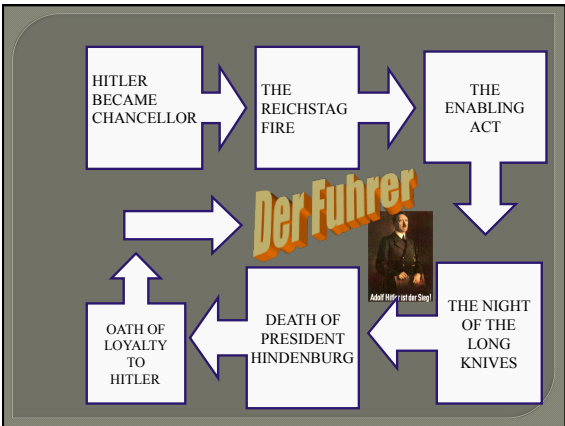 HITLER
BECAME
CHANCELLOR
THE
REICHSTAG
FIRE
THE
ENABLING
ACT
Der Fuhrer
Adolf Hitler ist der Sieg!
THE NIGHT
OF THE
LONG
KNIVES
DEATH OF
PRESIDENT
HINDENBURG
OATH OF
LOYALTY
TO
HITLER